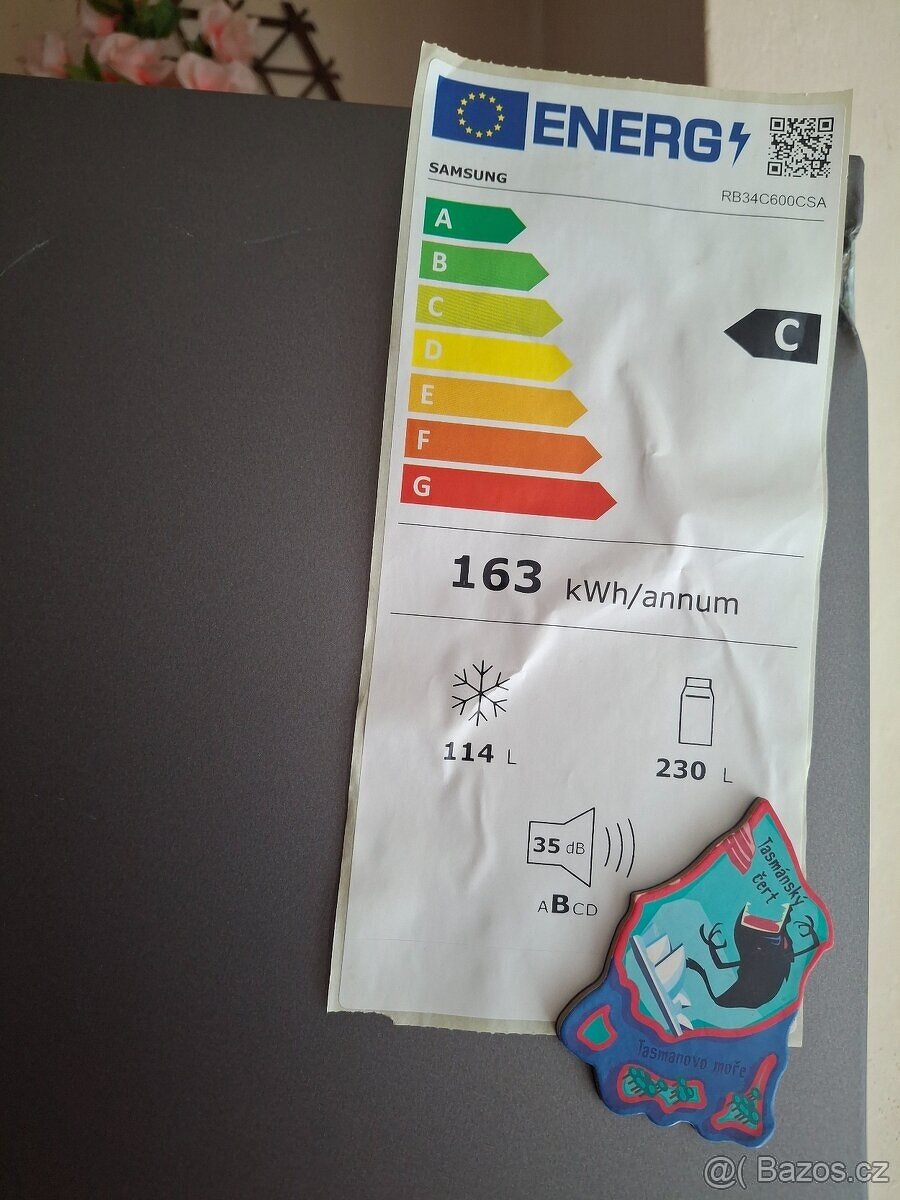 ENERG
SAMSUNG
RB34C600CSA
A
B
C
C
D
E
F
G
163 kWh/annum
114 L
230 L
35 dB
ABCD
Tasmánský
čert
Tasmanovo moře
@( Bazos.cz